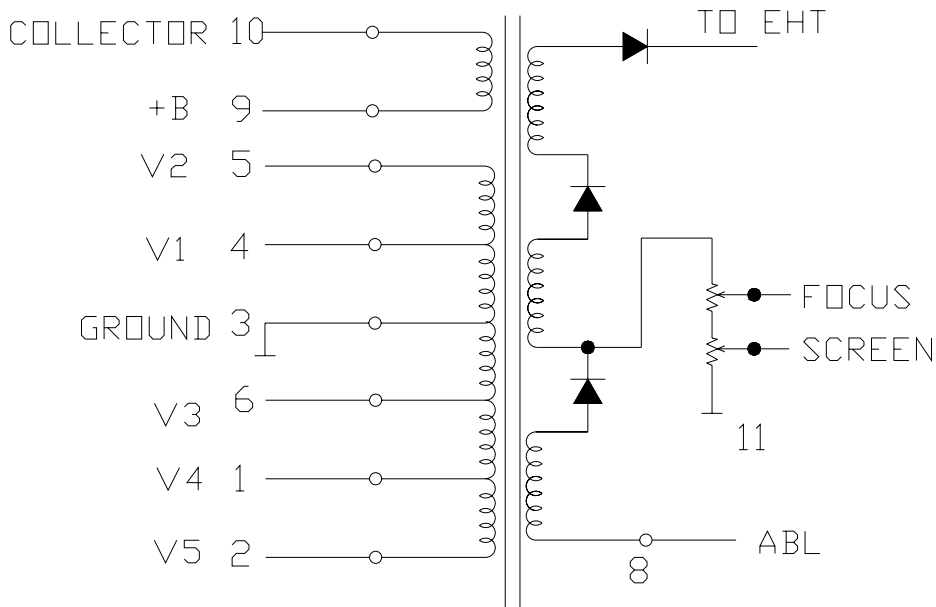 COLLECTOR 10
TO EHT
+B 9
V2 5
V1 4
GROUND 3
FOCUS
SCREEN
V3 6
11
V4 1
V5 2
ABL
8